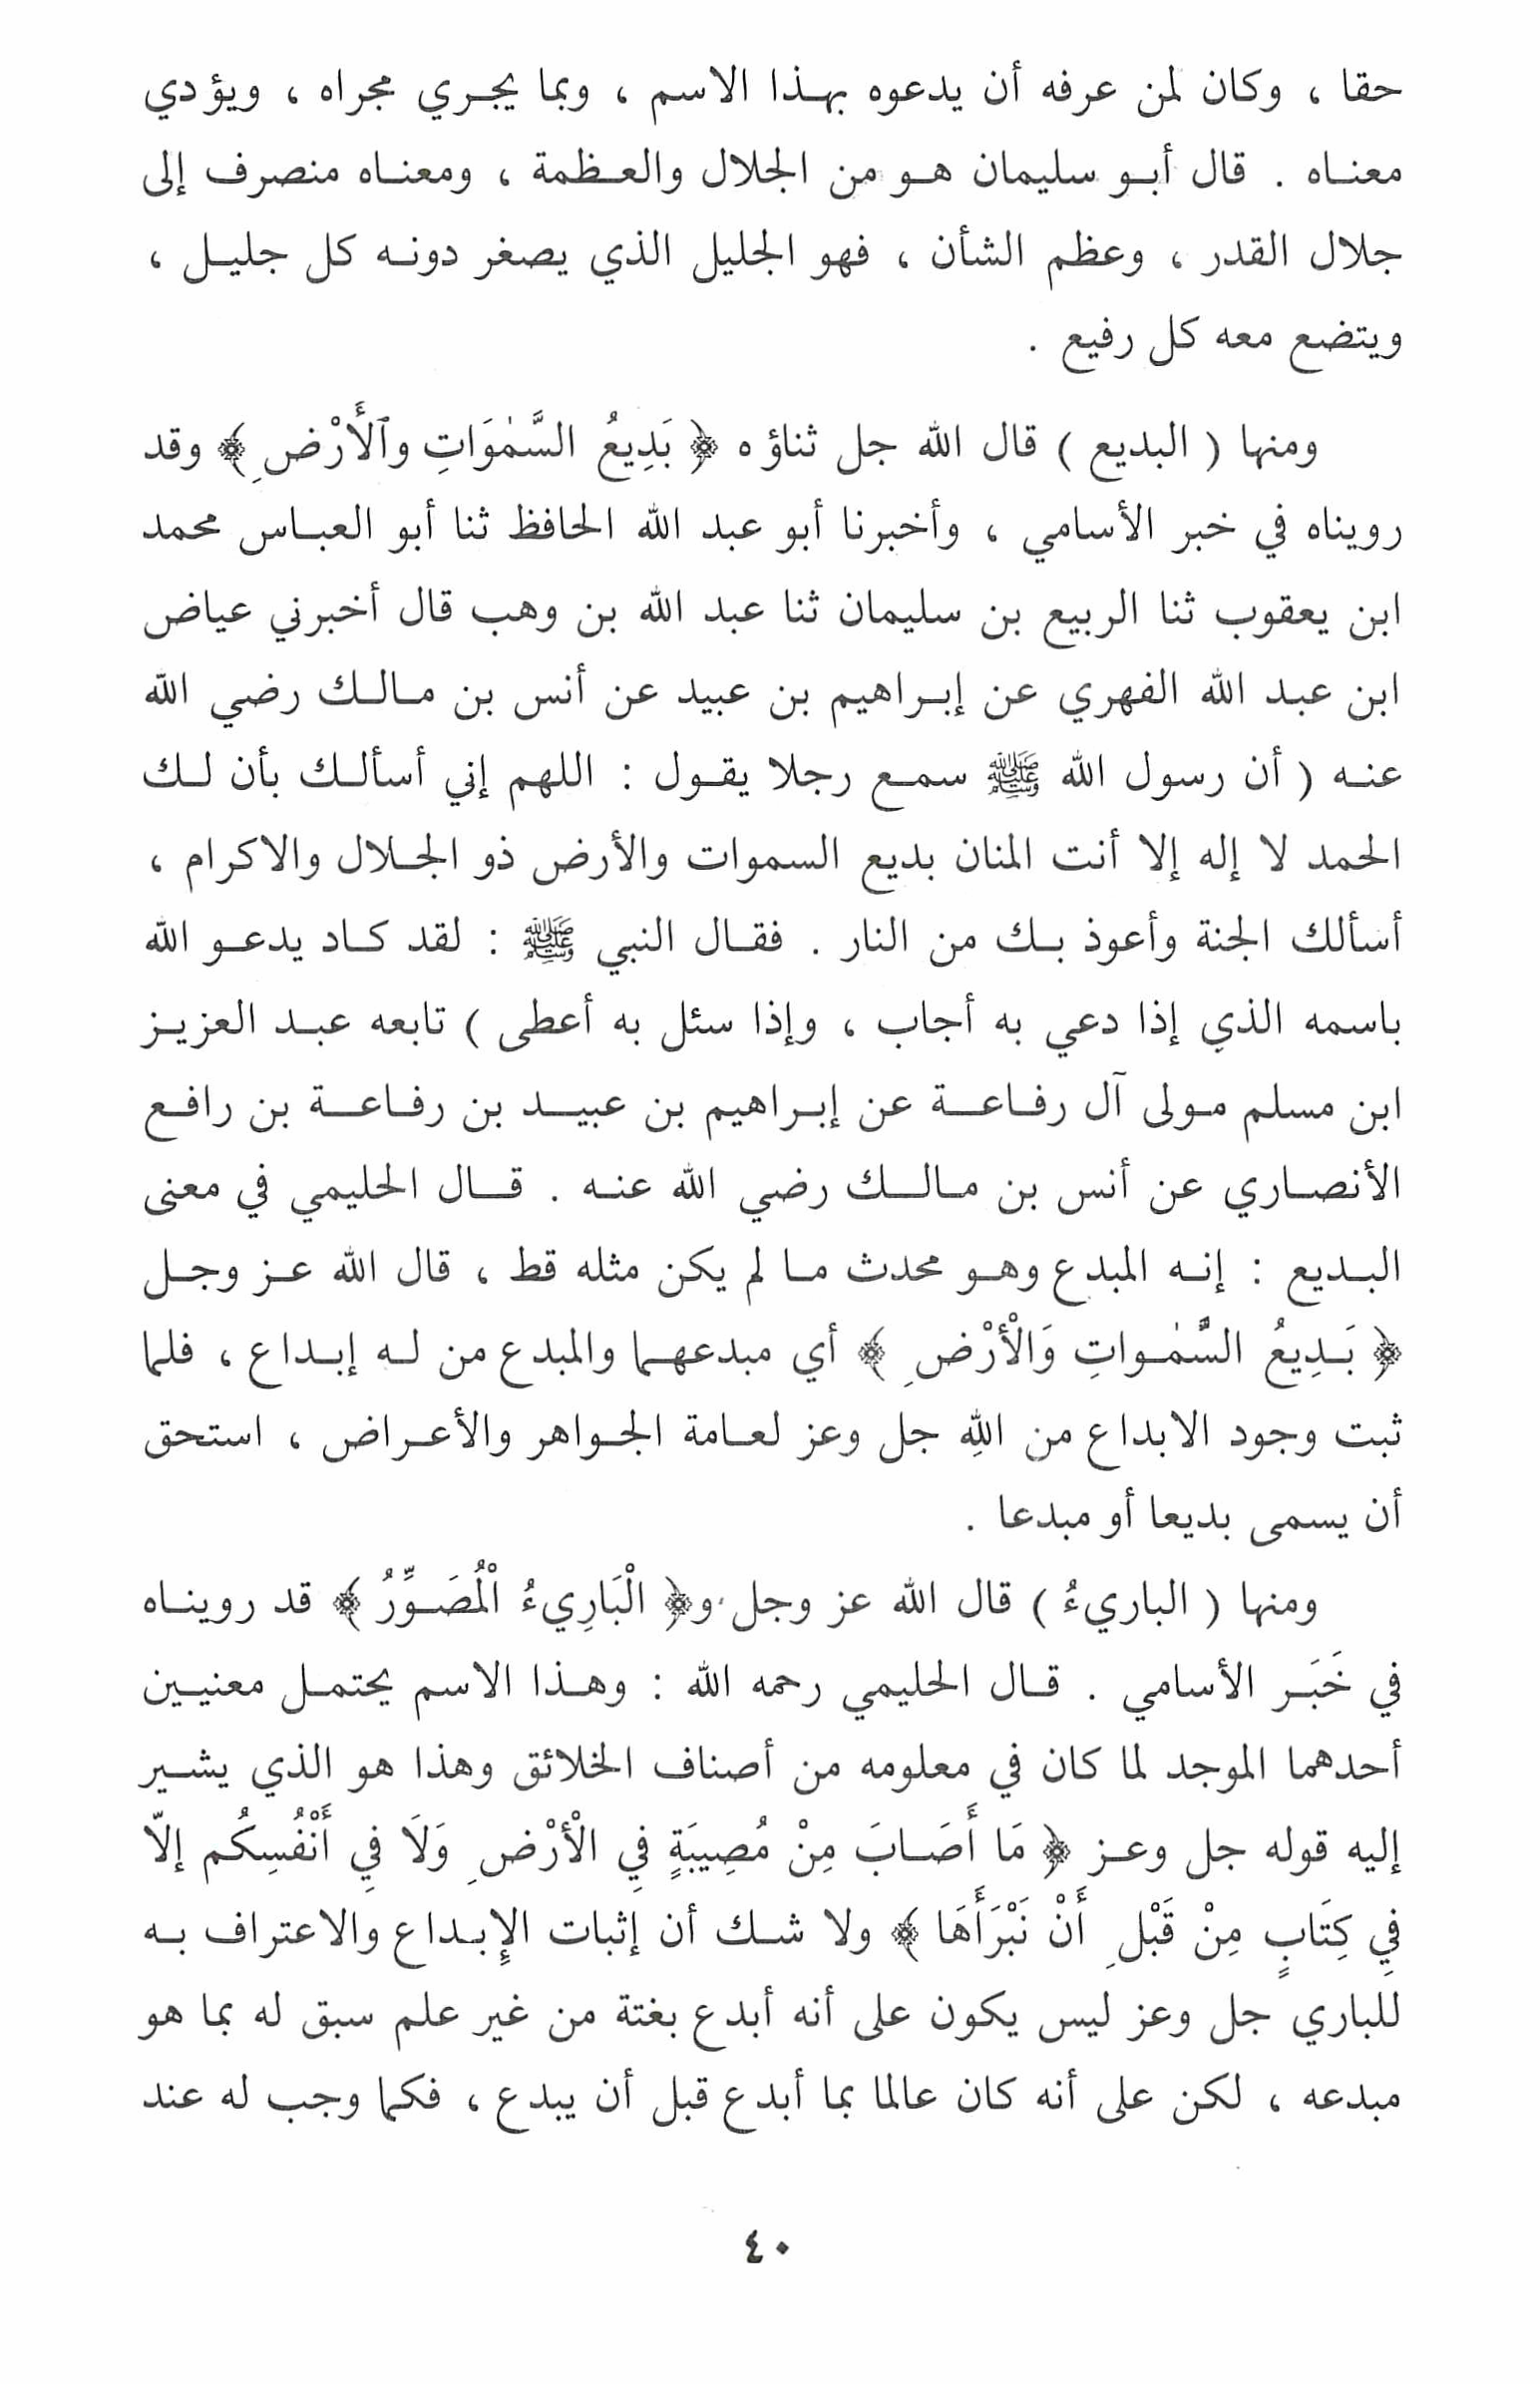 حقا ، وكان لمن عرفه أن يدعوه بهذا الاسم ، وبما يجري مجراه ، ويؤدي
معناه . قال أبو سليمان هو من الجلال والعظمة ، ومعناه منصرف إلى
جلال القدر ، وعظم الشأن ، فهو الجليل الذي يصغر دونه كل جليل ،
ويتضع معه كل رفيع .
ومنها ( البديع ) قال الله جل ثناؤه ﴿ بَدِيعُ السَّمٰوَاتِ وٱلأَرْضِ ﴾ وقد
رويناه في خبر الأسامي ، وأخبرنا أبو عبد الله الحافظ ثنا أبو العباس محمد
ابن يعقوب ثنا الربيع بن سليمان ثنا عبد الله بن وهب قال أخبرني عياض
ابن عبد الله الفهري عن إبراهيم بن عبيد عن أنس بن مالك رضي الله
عنه ( أن رسول الله ﷺ سمع رجلا يقول : اللهم إني أسألك بأن لك
الحمد لا إله إلا أنت المنان بديع السموات والأرض ذو الجلال والاكرام ،
أسألك الجنة وأعوذ بك من النار . فقال النبي ﷺ : لقد كاد يدعو الله
باسمه الذي إذا دعي به أجاب ، وإذا سئل به أعطى ) تابعه عبد العزيز
ابن مسلم مولى آل رفاعة عن إبراهيم بن عبيد بن رفاعة بن رافع
الأنصاري عن أنس بن مالك رضي الله عنه . قال الحليمي في معنى
البديع : إنه المبدع وهو محدث ما لم يكن مثله قط ، قال الله عز وجل
﴿ بَدِيعُ السَّمٰواتِ وَالْأَرْضِ ﴾ أي مبدعهما والمبدع من له إبداع ، فلما
ثبت وجود الابداع من اللهِ جل وعز لعامة الجواهر والأعراض ، استحق
أن يسمى بديعا أو مبدعا .
ومنها ( الباريءُ ) قال الله عز وجل و﴿ الْبَارِيءُ الْمُصَوِّرُ ﴾ قد رويناه
في خَبَر الأسامي . قال الحليمي رحمه الله : وهذا الاسم يحتمل معنيين
أحدهما الموجد لما كان في معلومه من أصناف الخلائق وهذا هو الذي يشير
إليه قوله جل وعز ﴿ مَا أَصَابَ مِنْ مُصِيبَةٍ فِي الْأَرْضِ وَلَا فِي أَنْفُسِكُم إلاّ
فِي كِتَابٍ مِنْ قَبْلِ أَنْ نَبْرَأَهَا ﴾ ولا شك أن إثبات الإِبداع والاعتراف به
للباري جل وعز ليس يكون على أنه أبدع بغتة من غير علم سبق له بما هو
مبدعه ، لكن على أنه كان عالما بما أبدع قبل أن يبدع ، فكما وجب له عند
٤٠